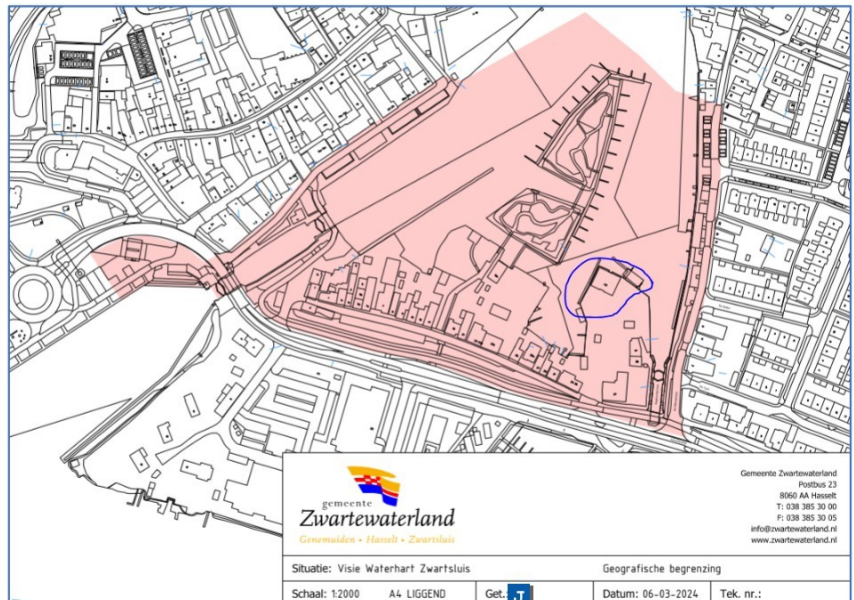 gemeente
Zwartewaterland
Genemuiden • Hasselt • Zwartsluis
Gemeente Zwartewaterland
Postbus 23
8060 AA Hasselt
T: 038 385 30 00
F: 038 385 30 05
info@zwartewaterland.nl
www.zwartewaterland.nl
Situatie: Visie Waterhart Zwartsluis Geografische begrenzing
Schaal: 1:2000 A4 LIGGEND Get.: J Datum: 06-03-2024 Tek. nr.: